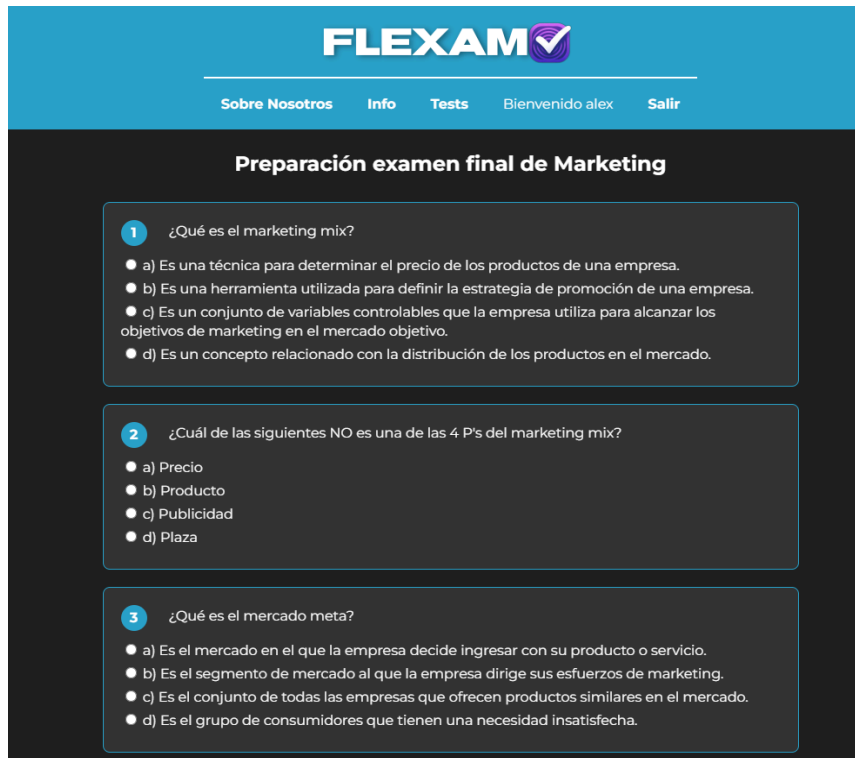 FLEXAM
Sobre Nosotros Info Tests Bienvenido alex Salir
Preparación examen final de Marketing
1 ¿Qué es el marketing mix?
a) Es una técnica para determinar el precio de los productos de una empresa.
b) Es una herramienta utilizada para definir la estrategia de promoción de una empresa.
c) Es un conjunto de variables controlables que la empresa utiliza para alcanzar los
objetivos de marketing en el mercado objetivo.
d) Es un concepto relacionado con la distribución de los productos en el mercado.
2 ¿Cuál de las siguientes NO es una de las 4 P's del marketing mix?
a) Precio
b) Producto
c) Publicidad
d) Plaza
3 ¿Qué es el mercado meta?
a) Es el mercado en el que la empresa decide ingresar con su producto o servicio.
b) Es el segmento de mercado al que la empresa dirige sus esfuerzos de marketing.
c) Es el conjunto de todas las empresas que ofrecen productos similares en el mercado.
d) Es el grupo de consumidores que tienen una necesidad insatisfecha.